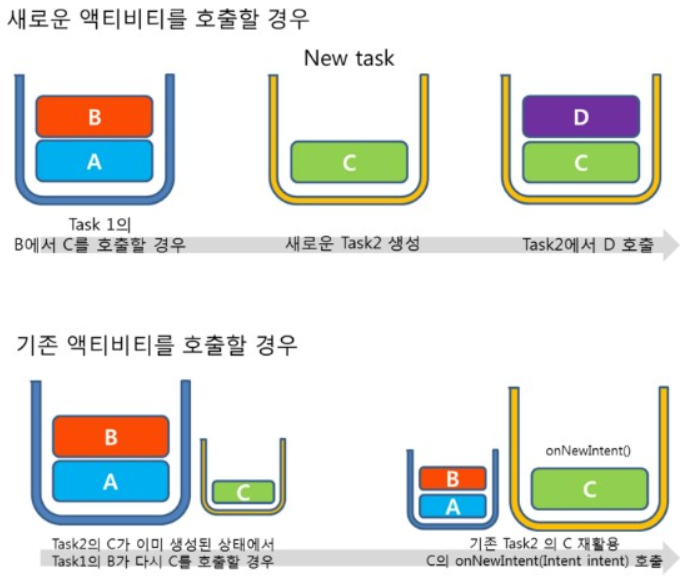 새로운 액티비티를 호출할 경우
New task
B
A
C
D
C
Task 1의
B에서 C를 호출할 경우
새로운 Task2 생성
Task2에서 D 호출
기존 액티비티를 호출할 경우
B
A
C
B
A
onNewIntent()
C
Task2의 C가 이미 생성된 상태에서
Task1의 B가 다시 C를 호출할 경우
기존 Task2 의 C 재활용
C의 onNewIntent(Intent intent) 호출